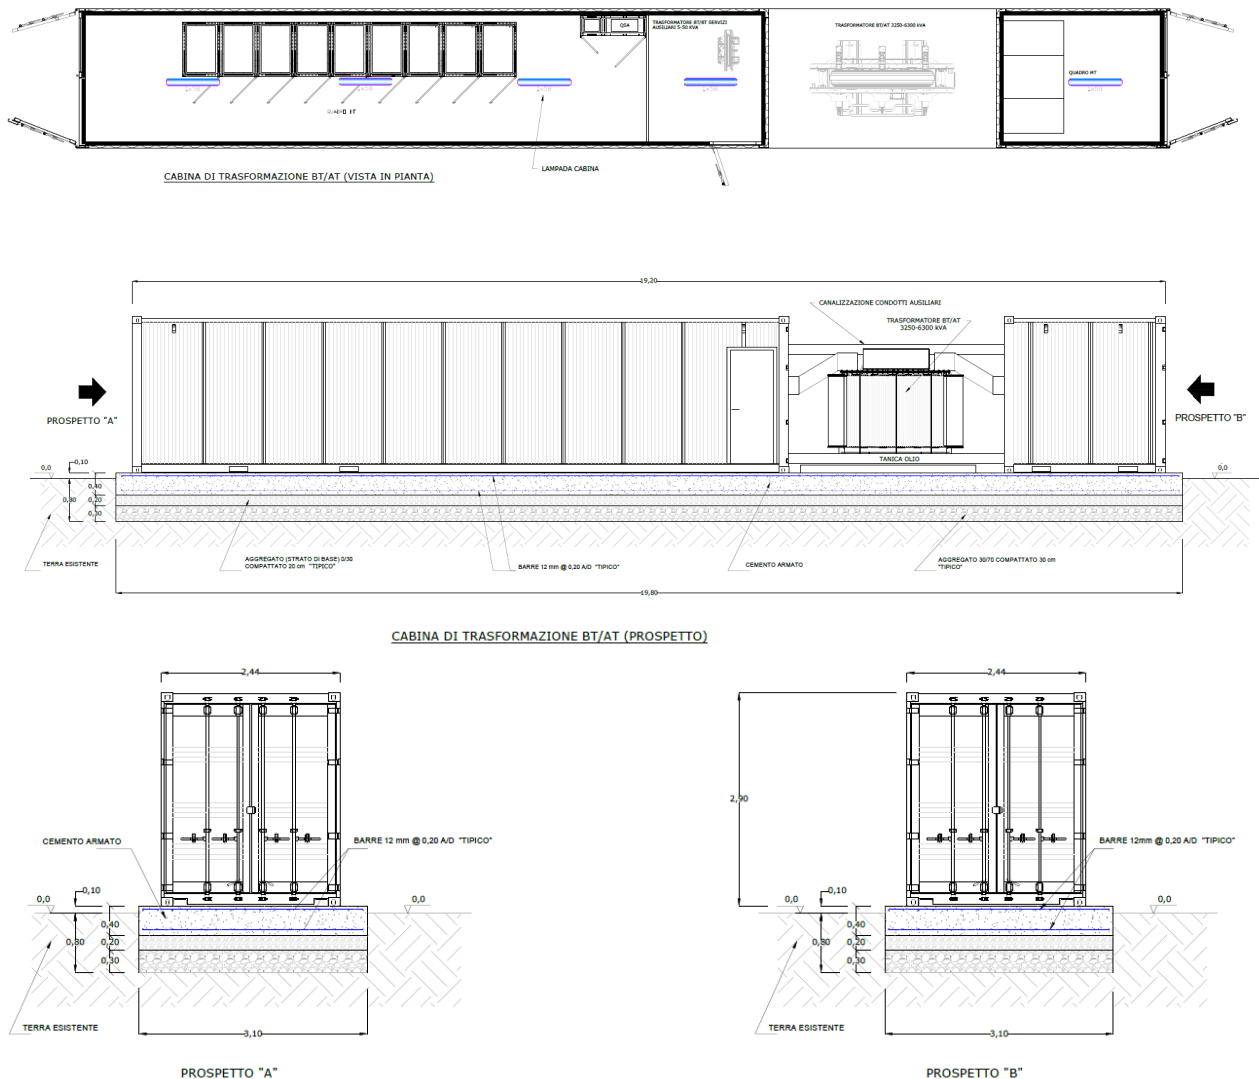 QSA
TRASFORMATORE BT/BT SERVIZI
AUSILIARI 5-50 KVA
TRASFORMATORE BT/AT 3250-6300 kVA
QUADRO MT
LAMPADA CABINA
CABINA DI TRASFORMAZIONE BT/AT (VISTA IN PIANTA)
19,20
CANALIZZAZIONE CONDOTTI AUSILIARI
TRASFORMATORE BT/AT
3250-6300 kVA
PROSPETTO "A"
PROSPETTO "B"
TANICA OLIO
0,0
0,10
0,0
0,40
0,80
0,20
0,30
TERRA ESISTENTE
AGGREGATO (STRATO DI BASE) 0/30
COMPATTATO 20 cm "TIPICO"
BARRE 12 mm @ 0,20 A/D "TIPICO"
CEMENTO ARMATO
AGGREGATO 30/70 COMPATTATO 30 cm
"TIPICO"
19,80
CABINA DI TRASFORMAZIONE BT/AT (PROSPETTO)
2,44
CEMENTO ARMATO
BARRE 12 mm @ 0,20 A/D "TIPICO"
0,0
0,10
0,0
0,40
0,80
0,20
0,30
TERRA ESISTENTE
3,10
PROSPETTO "A"
2,44
2,90
BARRE 12mm @ 0,20 A/D "TIPICO"
0,0
0,10
0,0
0,40
0,80
0,20
0,30
TERRA ESISTENTE
3,10
PROSPETTO "B"